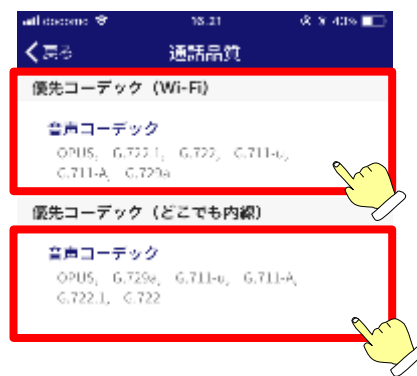 docomo 16:21 43%
戻る 通話品質
優先コーデック（Wi-Fi）
音声コーデック
OPUS, G.722.1, G.722, G.711-u,
G.711-A, G.729a
優先コーデック（どこでも内線）
音声コーデック
OPUS, G.729a, G.711-u, G.711-A,
G.722.1, G.722